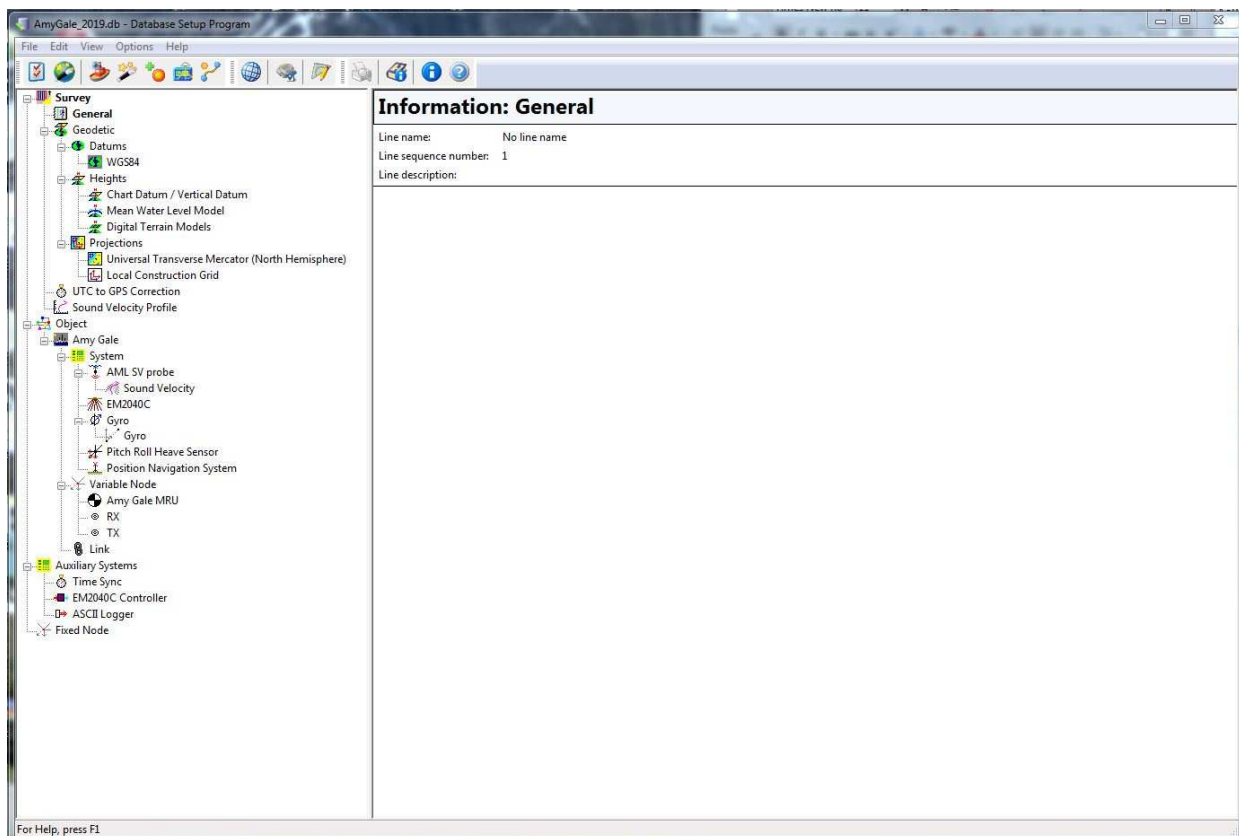 AmyGale_2019.db - Database Setup Program
File Edit View Options Help
Survey
General
Geodetic
Datums
WGS84
Heights
Chart Datum / Vertical Datum
Mean Water Level Model
Digital Terrain Models
Projections
Universal Transverse Mercator (North Hemisphere)
Local Construction Grid
UTC to GPS Correction
Sound Velocity Profile
Object
Amy Gale
System
AML SV probe
Sound Velocity
EM2040C
Gyro
Gyro
Pitch Roll Heave Sensor
Position Navigation System
Variable Node
Amy Gale MRU
RX
TX
Link
Auxiliary Systems
Time Sync
EM2040C Controller
ASCII Logger
Fixed Node
Information: General
Line name: No line name
Line sequence number: 1
Line description:
For Help, press F1